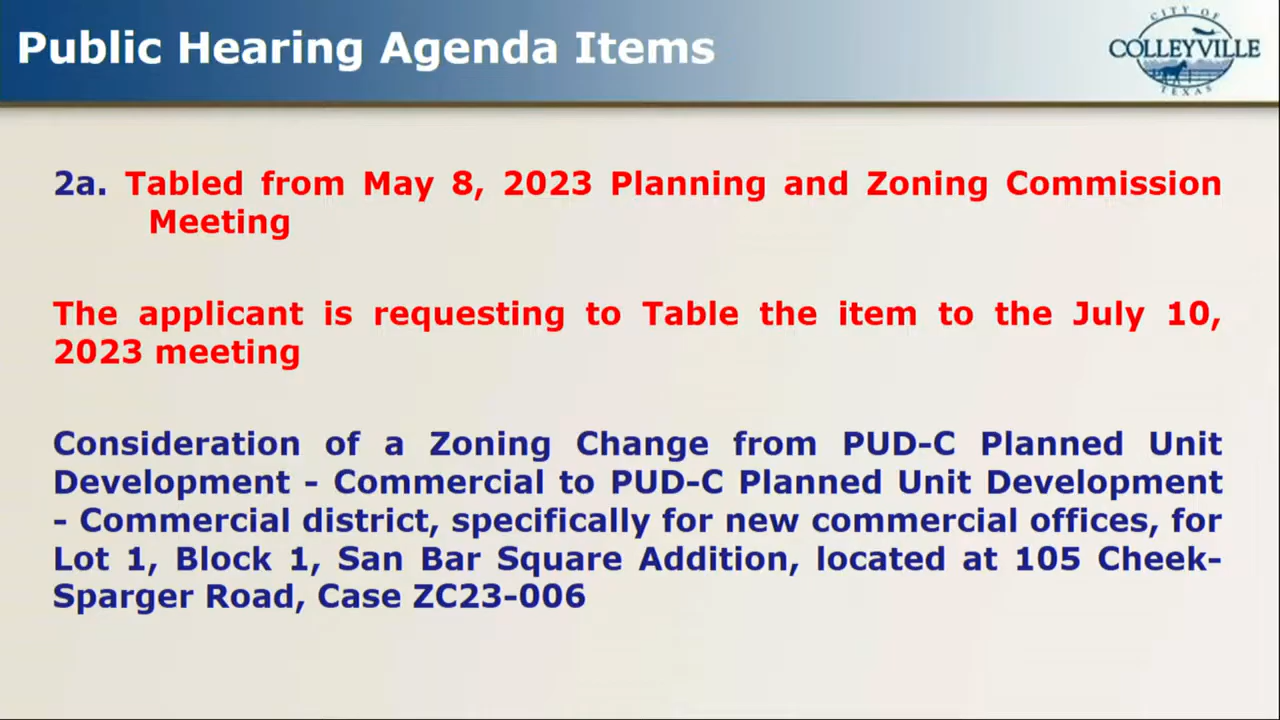 Public Hearing Agenda Items
CITY OF
COLLEYVILLE
TEXAS
2a. Tabled from May 8, 2023 Planning and Zoning Commission
Meeting
The applicant is requesting to Table the item to the July 10,
2023 meeting
Consideration of a Zoning Change from PUD-C Planned Unit
Development - Commercial to PUD-C Planned Unit Development
- Commercial district, specifically for new commercial offices, for
Lot 1, Block 1, San Bar Square Addition, located at 105 Cheek-
Sparger Road, Case ZC23-006